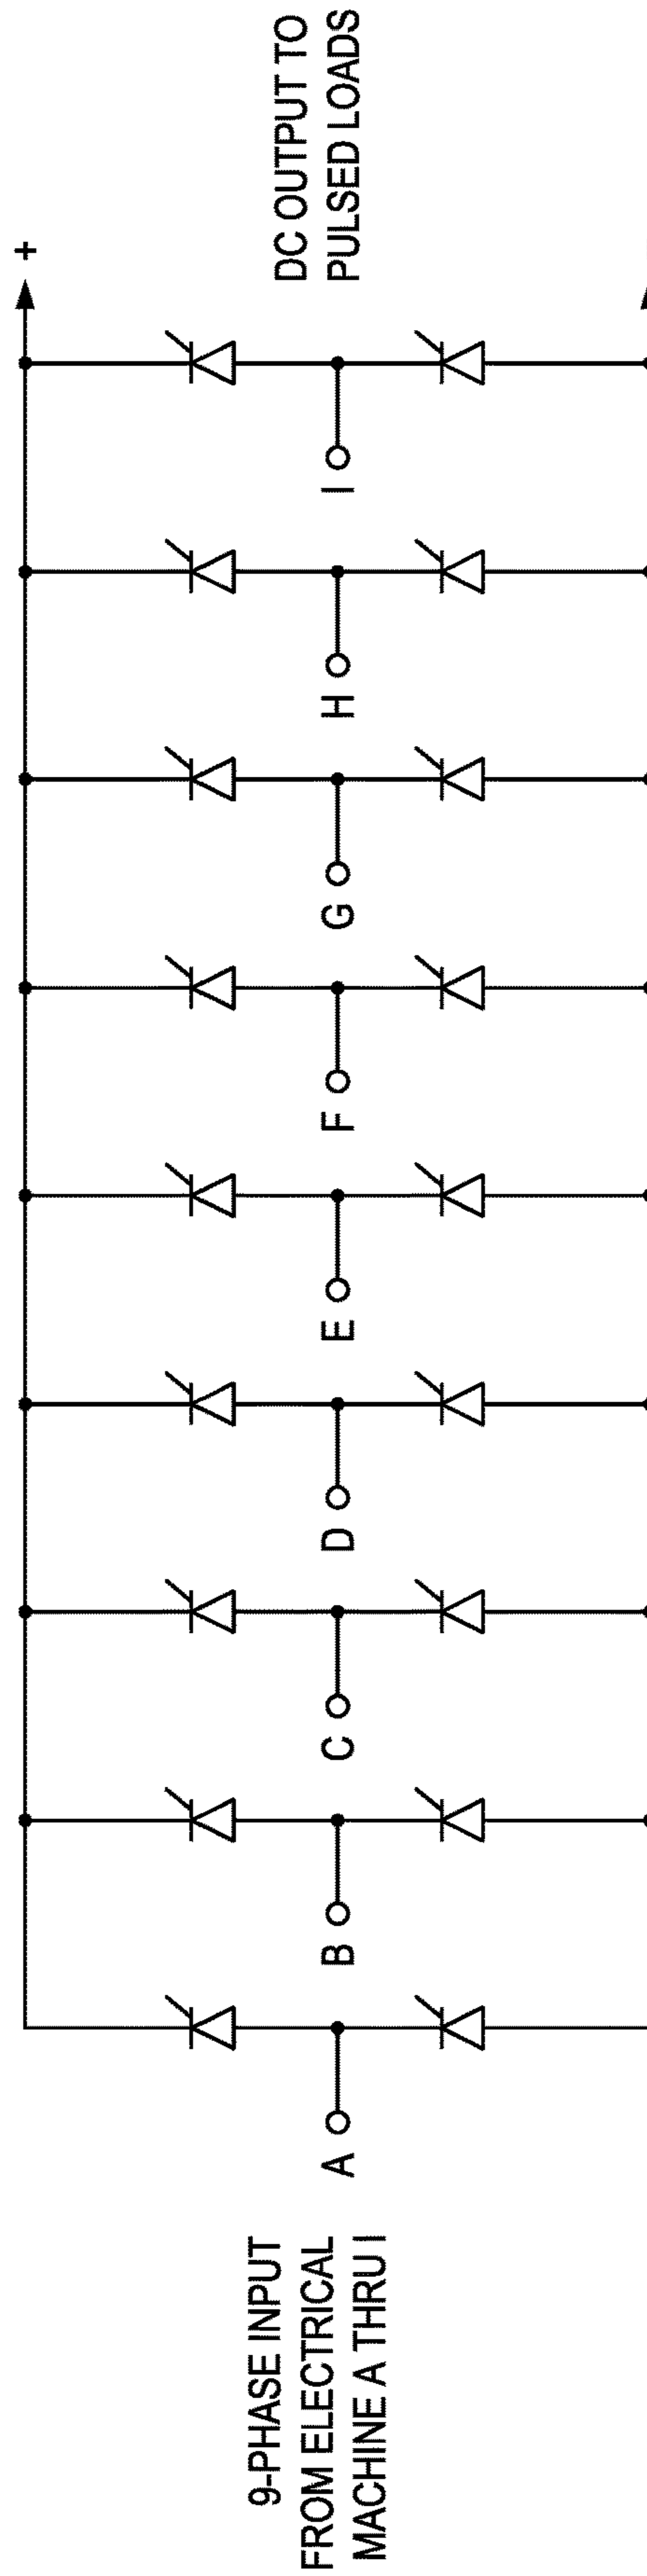 9-PHASE INPUT
FROM ELECTRICAL
MACHINE A THRU I
A
B
C
D
E
F
G
H
I
+
DC OUTPUT TO
PULSED LOADS